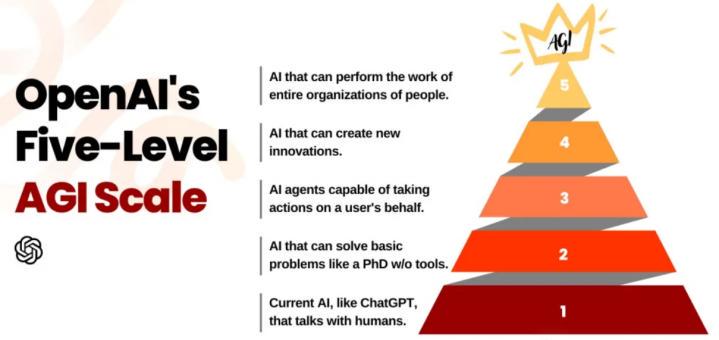 OpenAI's
Five-Level
AGI Scale
AGI
AI that can perform the work of
entire organizations of people.
5
AI that can create new
innovations.
4
AI agents capable of taking
actions on a user's behalf.
3
AI that can solve basic
problems like a PhD w/o tools.
2
Current AI, like ChatGPT,
that talks with humans.
1